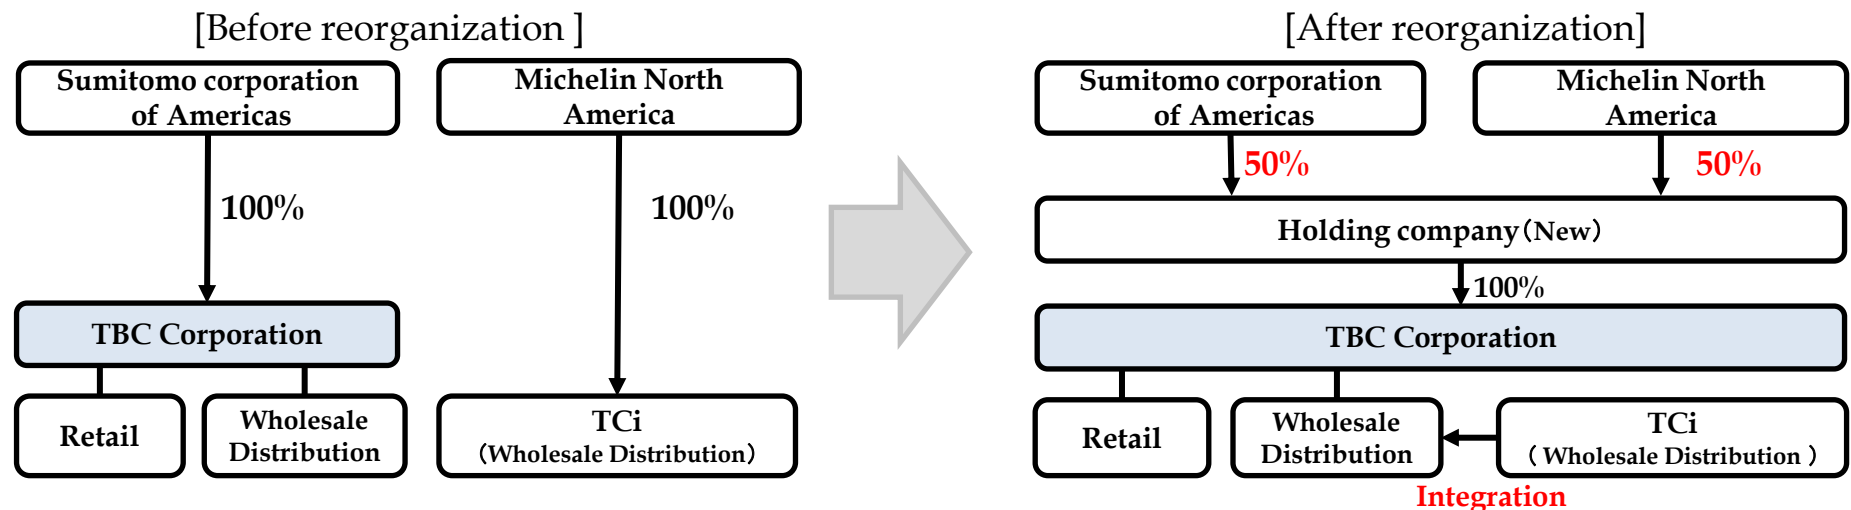 [Before reorganization ]
Sumitomo corporation
of Americas
Michelin North
America
100%
100%
TBC Corporation
Retail
Wholesale
Distribution
TCi
(Wholesale Distribution)
[After reorganization]
Sumitomo corporation
of Americas
Michelin North
America
50%
50%
Holding company(New)
100%
TBC Corporation
Retail
Wholesale
Distribution
TCi
( Wholesale Distribution )
Integration